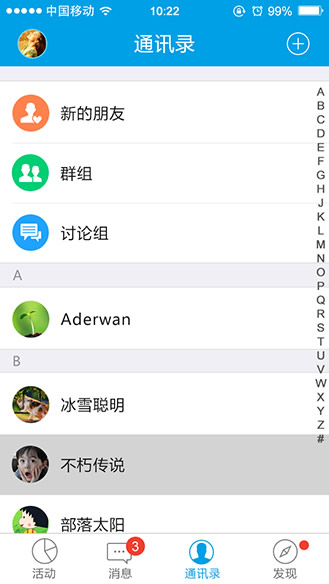 中国移动 10:22 99%
通讯录
新的朋友
群组
讨论组
A
Aderwan
B
冰雪聪明
不朽传说
部落太阳
A
B
C
D
E
F
G
H
J
K
L
M
N
O
P
Q
R
S
T
U
V
W
X
Y
Z
#
3
活动 消息 通讯录 发现